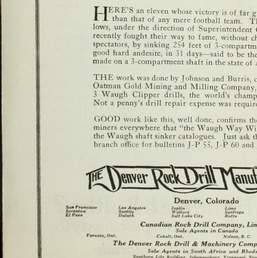 HERE'S an eleven whose victory is of far g
than that of any mere football team. Th
lows, under the direction of Superintendent
recently fought their way to fame, without ch
spectators, by sinking 254 feet of 3-compartm
good hard andesite, in 31 days—said to be the
made on a 3-compartment shaft in the state of A
THE work was done by Johnson and Burris, c
Oatman Gold Mining and Milling Company,
3 Waugh Clipper drills, the world's champ
Not a penny's drill repair expense was require
GOOD work like this, well done, confirms th
miners everywhere that "the Waugh Way Wi
the Waugh shaft sinker catalogues. Just ask th
branch office for bulletins J-P 55, J-P 60 and
The Denver Rock Drill Manuf
Denver, Colorado
San Francisco Los Angeles Joplin Lima
Scranton Seattle Wallace Santiago
El Paso Duluth Salt Lake City Butte
Canadian Rock Drill Company, Lim
Sole Agents in Canada
Toronto, Ont. Cobalt, Ont. Nelson, B. C.
The Denver Rock Drill & Machinery Comp
Sole Agents in South Africa and Rhode